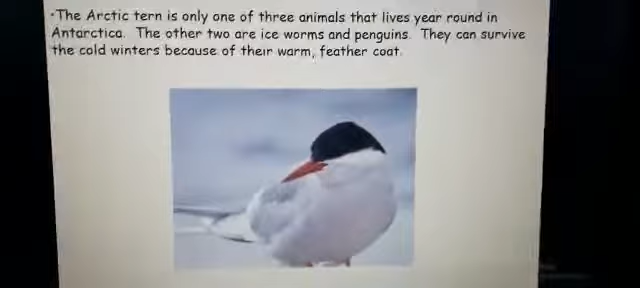 ·The Arctic tern is only one of three animals that lives year round in
Antarctica. The other two are ice worms and penguins. They can survive
the cold winters because of their warm, feather coat.